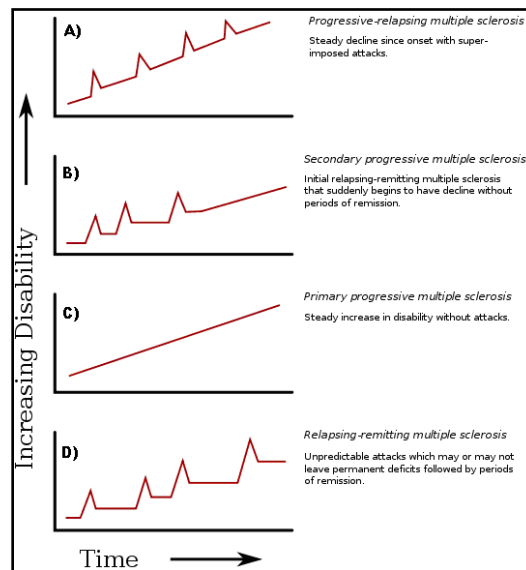 A)
Progressive-relapsing multiple sclerosis
Steady decline since onset with super-
imposed attacks.
B)
Secondary progressive multiple sclerosis
Initial relapsing-remitting multiple sclerosis
that suddenly begins to have decline without
periods of remission.
C)
Primary progressive multiple sclerosis
Steady increase in disability without attacks.
D)
Relapsing-remitting multiple sclerosis
Unpredictable attacks which may or may not
leave permanent deficits followed by periods
of remission.
Increasing Disability
Time